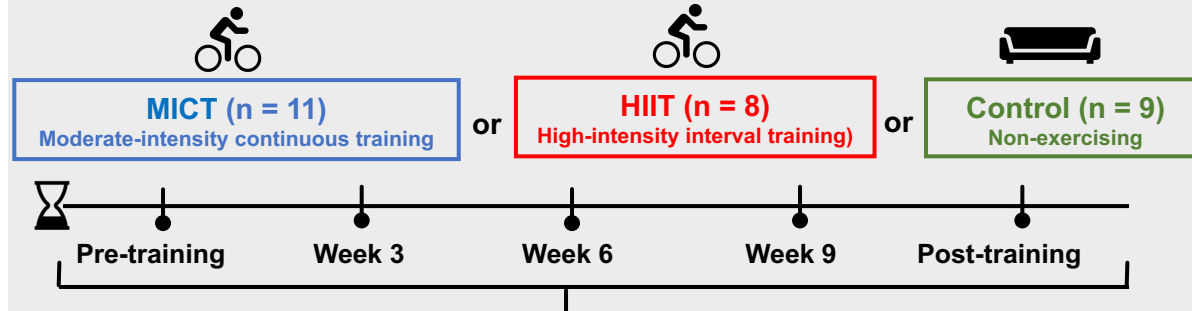 MICT (n = 11)
Moderate-intensity continuous training
or
HIIT (n = 8)
High-intensity interval training)
or
Control (n = 9)
Non-exercising
Pre-training
Week 3
Week 6
Week 9
Post-training